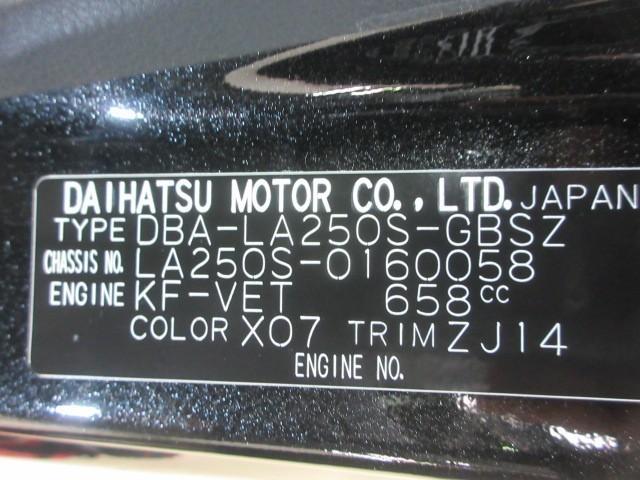 DAIHATSU MOTOR CO., LTD. JAPAN
TYPE DBA-LA250S-GBSZ
CHASSIS NO. LA250S-0160058
ENGINE KF-VET 658cc
COLOR X07 TRIM ZJ14
ENGINE NO.